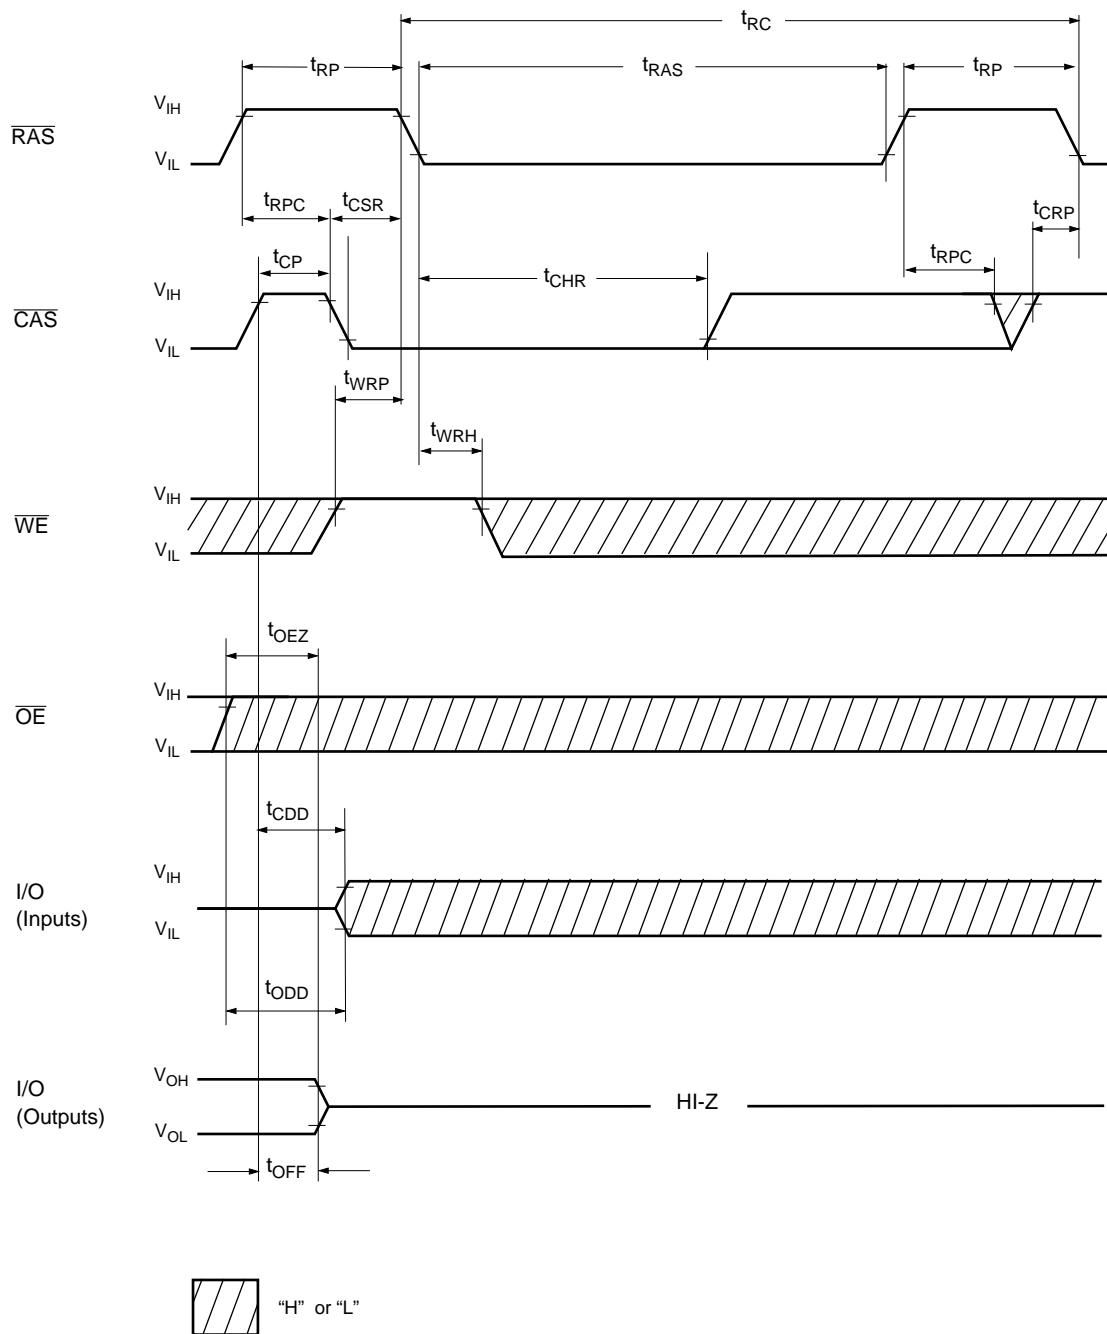 tRC
tRP
tRAS
tRP
VIH
RAS
VIL
tRPC
tCSR
tCRP
tCP
tCHR
tRPC
VIH
CAS
VIL
tWRP
tWRH
VIH
WE
VIL
tOEZ
VIH
OE
VIL
tCDD
VIH
I/O
(Inputs)
VIL
tODD
VOH
I/O
(Outputs)
HI-Z
VOL
tOFF
“H” or “L”